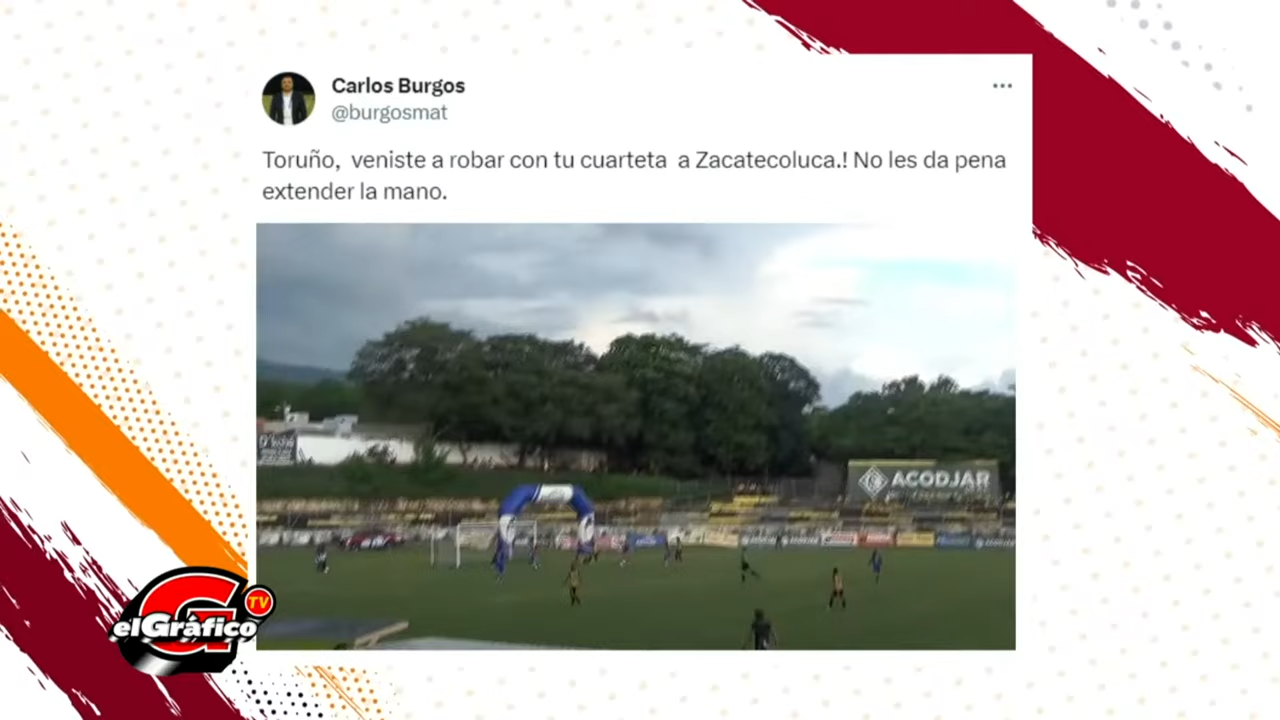 Carlos Burgos
@burgosmat
Toruño, veniste a robar con tu cuarteta a Zacatecoluca.! No les da pena
extender la mano.
ACODJAR
elGráfico
TV